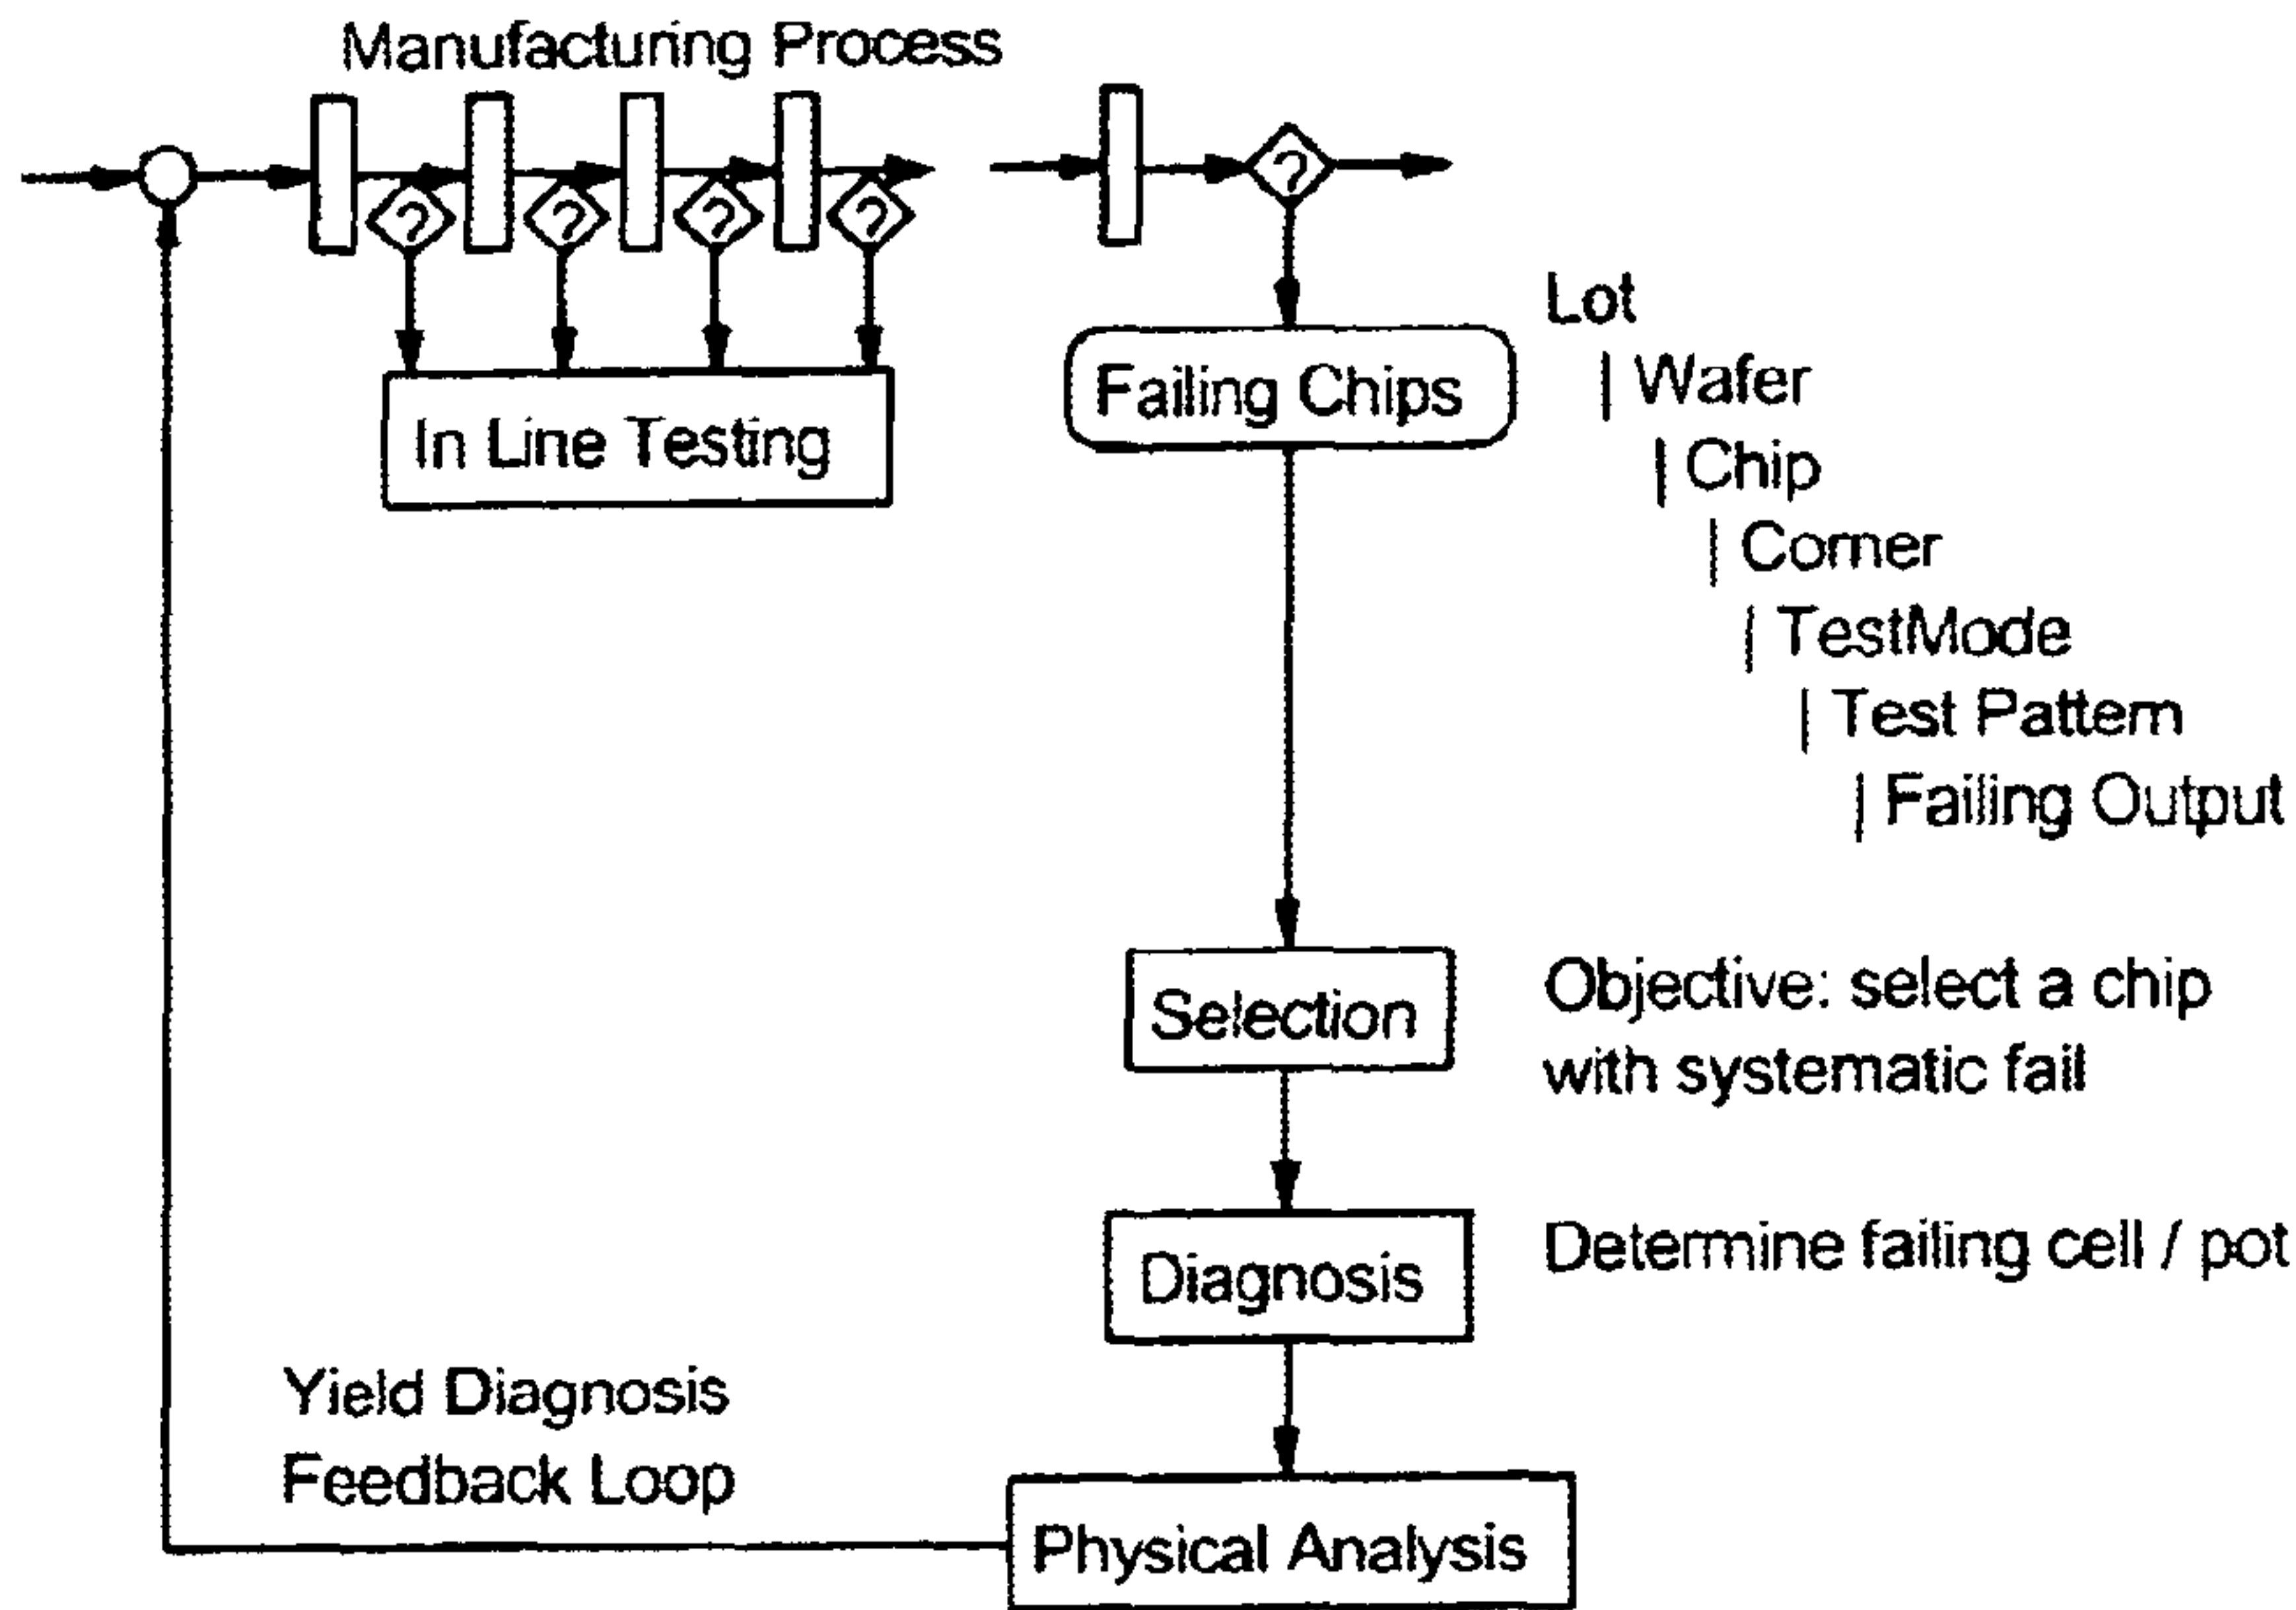 Manufacturing Process
?
?
?
?
?
In Line Testing
Failing Chips
Lot
| Wafer
| Chip
| Corner
| TestMode
| Test Pattern
| Failing Output
Selection
Objective: select a chip
with systematic fail
Diagnosis
Determine failing cell / pot
Yield Diagnosis
Feedback Loop
Physical Analysis